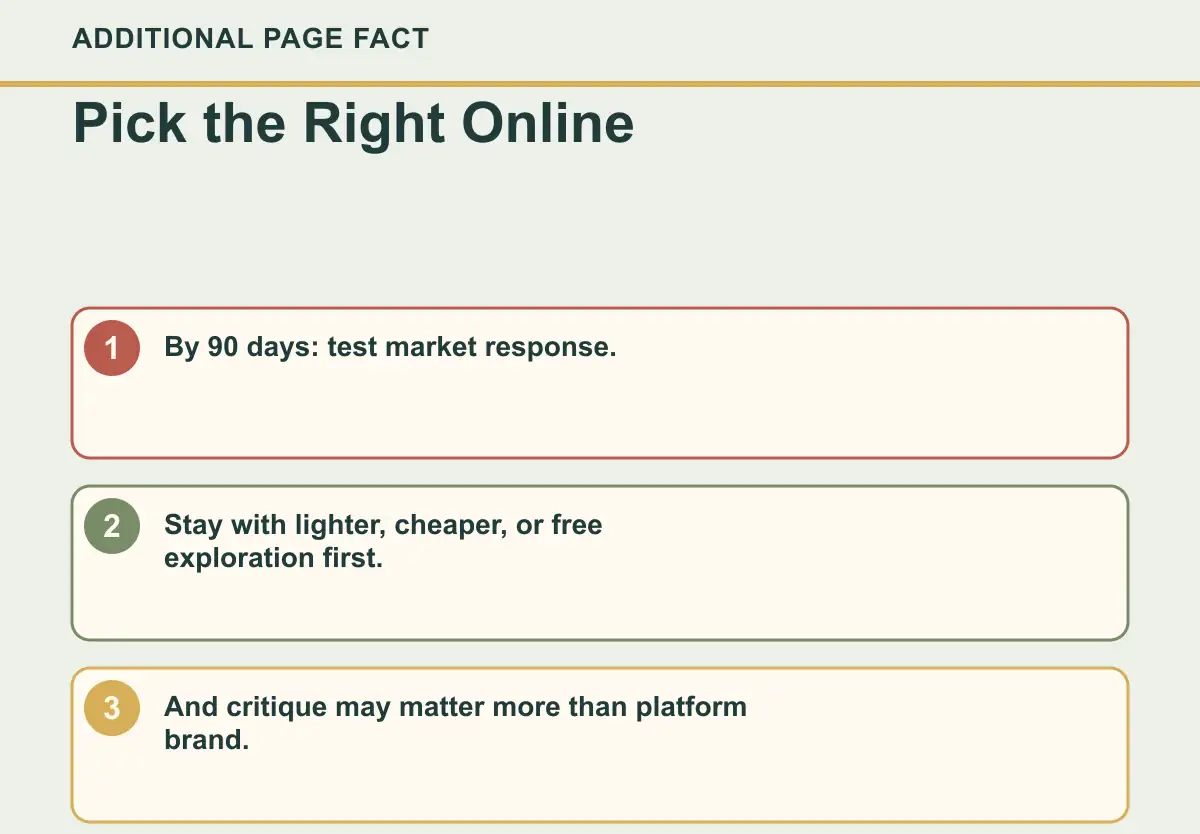 ADDITIONAL PAGE FACT
Pick the Right Online
1
By 90 days: test market response.
2
Stay with lighter, cheaper, or free
exploration first.
3
And critique may matter more than platform
brand.